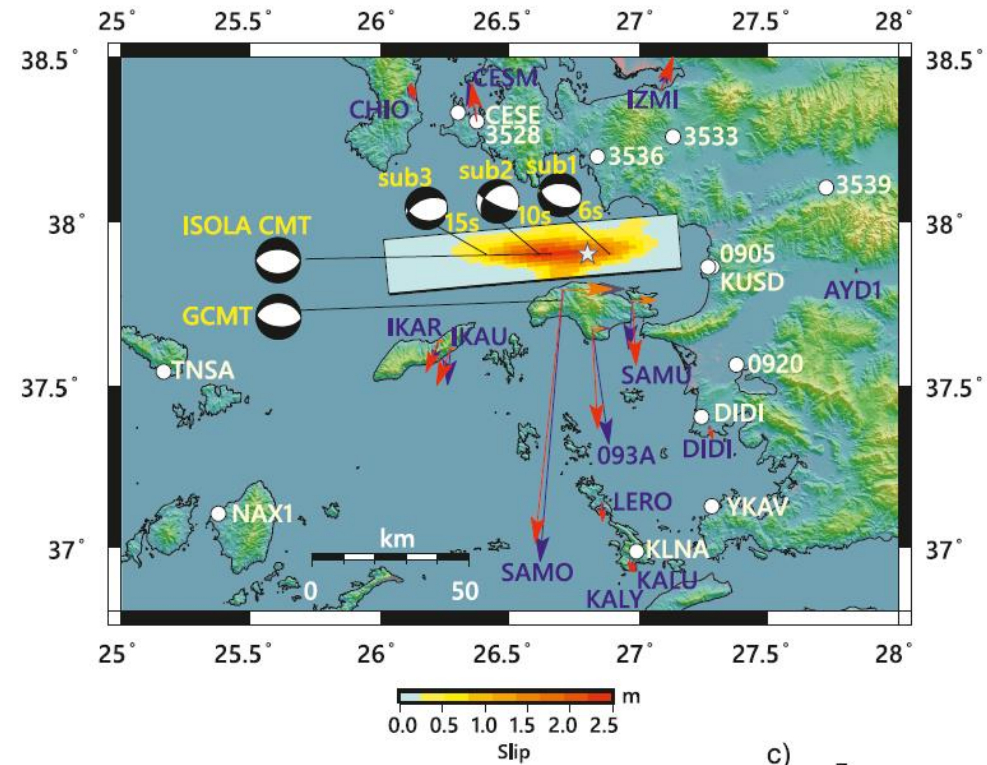 25° 25.5° 26° 26.5° 27° 27.5° 28°
38.5° 38.5°
CESM
CHIO
IZMI
CESE
3528
3533
3536
sub3 sub2 sub1
3539
15s 10s 6s
38° 38°
ISOLA CMT
0905
KUSD
AYD1
GCMT
IKAR
IKAU
TNSA
SAMU
0920
37.5° 37.5°
DIDI
DIDI
093A
LERO
YKAV
NAX1
KLNA
37° 37°
km
SAMO
KALU
0 50
KALY
25° 25.5° 26° 26.5° 27° 27.5° 28°
m
0.0 0.5 1.0 1.5 2.0 2.5
Slip
c)